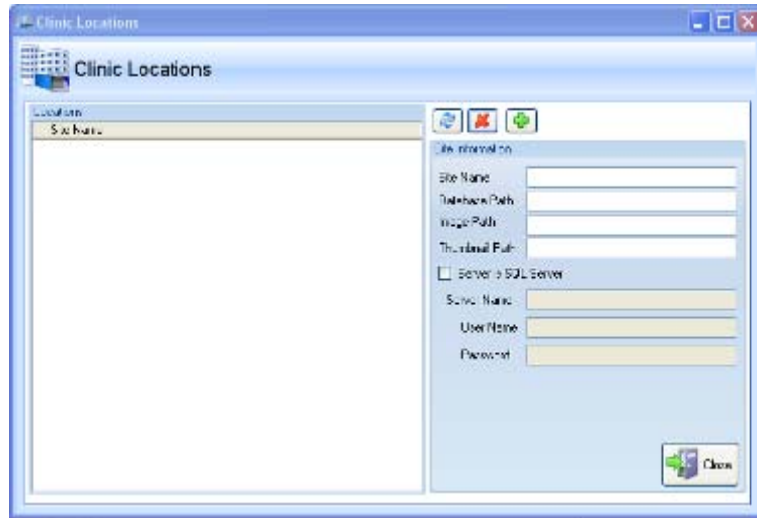 Clinic Locations
Clinic Locations
Locations
Site Name
Site Information
Site Name
Database Path
Image Path
Thumbnail Path
Server is SQL Server
Server Name
User Name
Password
Close